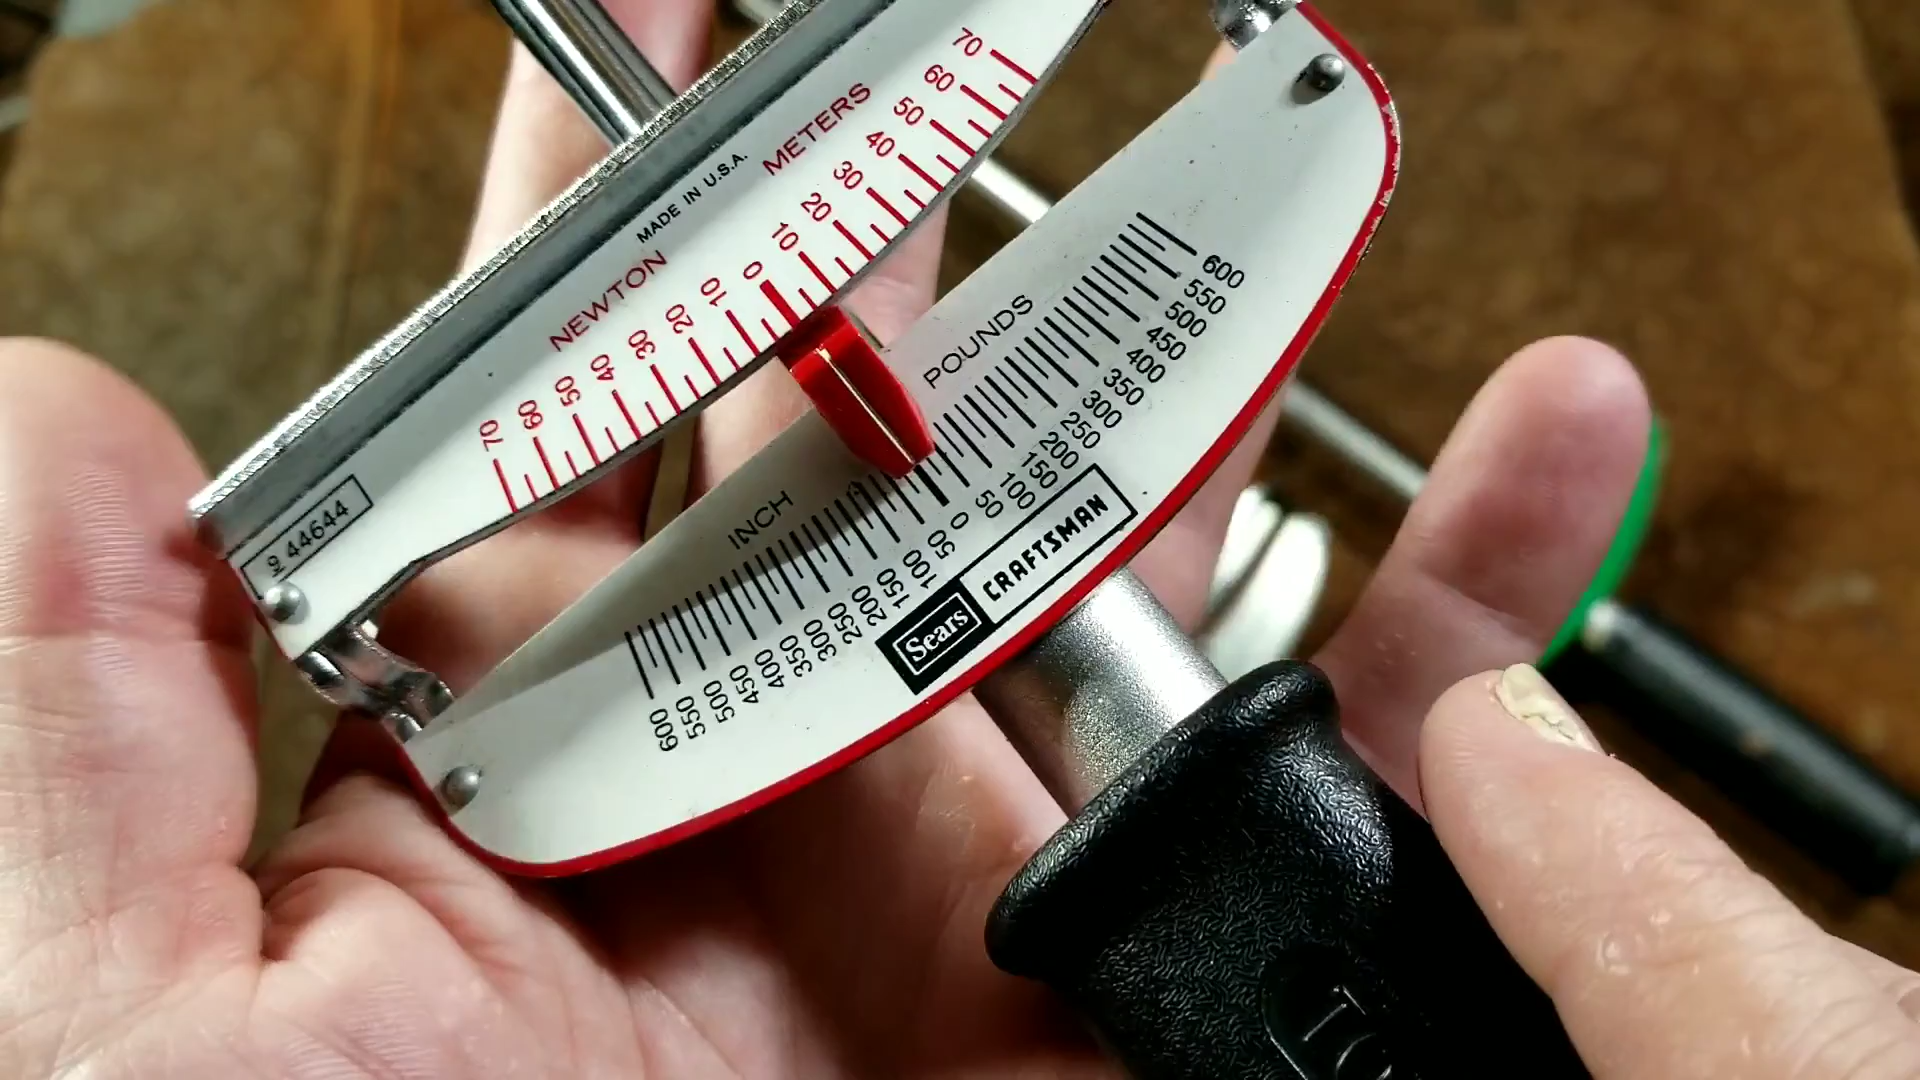 NEWTON METERS
MADE IN U.S.A.
70 60 50 40 30 20 10 0 10 20 30 40 50 60 70
44644
INCH POUNDS
600 550 500 450 400 350 300 250 200 150 100 50 0 50 100 150 200 250 300 350 400 450 500 550 600
Sears CRAFTSMAN